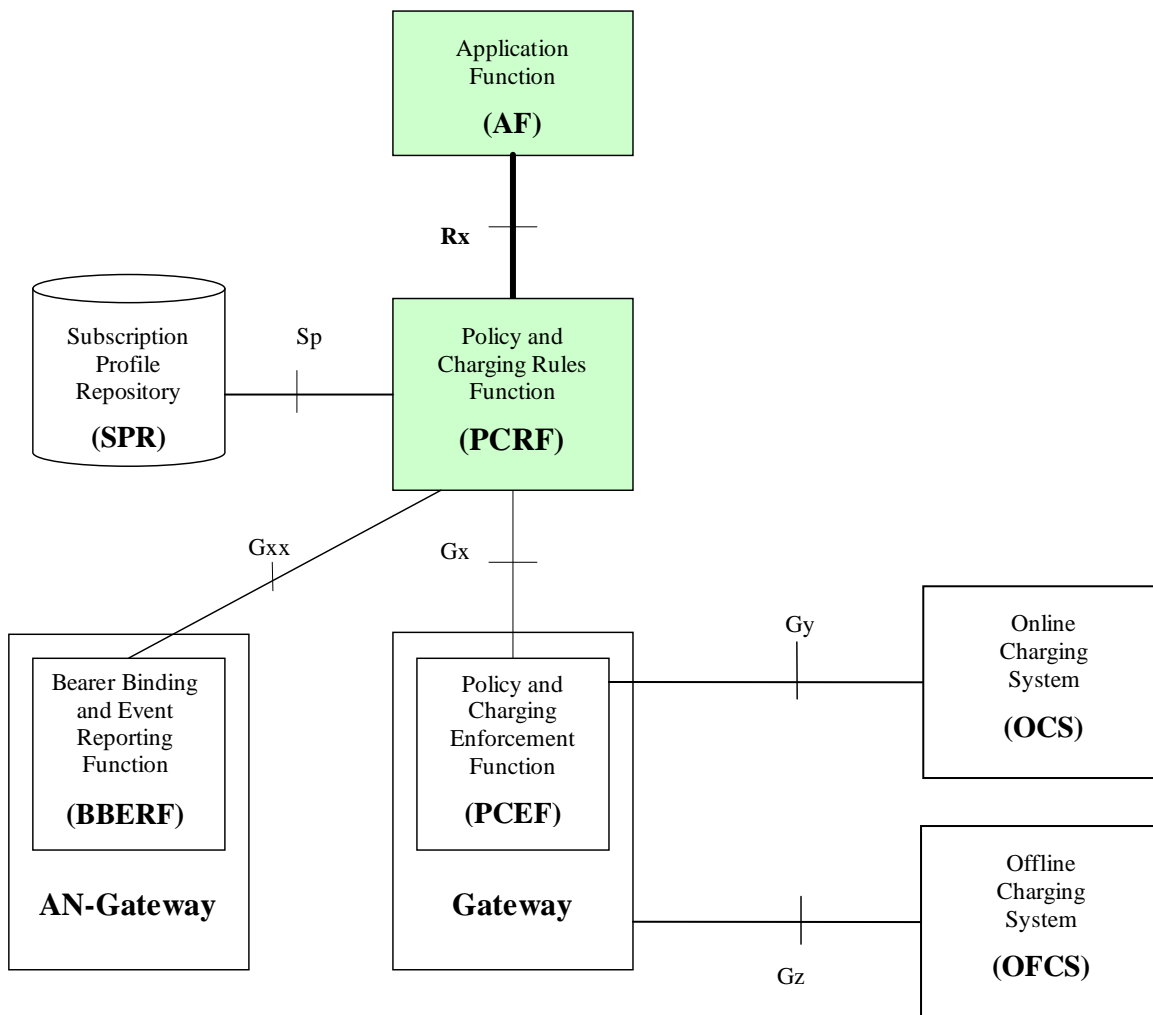 Application
Function
(AF)
Rx
Subscription
Profile
Repository
(SPR)
Sp
Policy and
Charging Rules
Function
(PCRF)
Gxx
Gx
Bearer Binding
and Event
Reporting
Function
(BBERF)
AN-Gateway
Policy and
Charging
Enforcement
Function
(PCEF)
Gateway
Gy
Online
Charging
System
(OCS)
Gz
Offline
Charging
System
(OFCS)